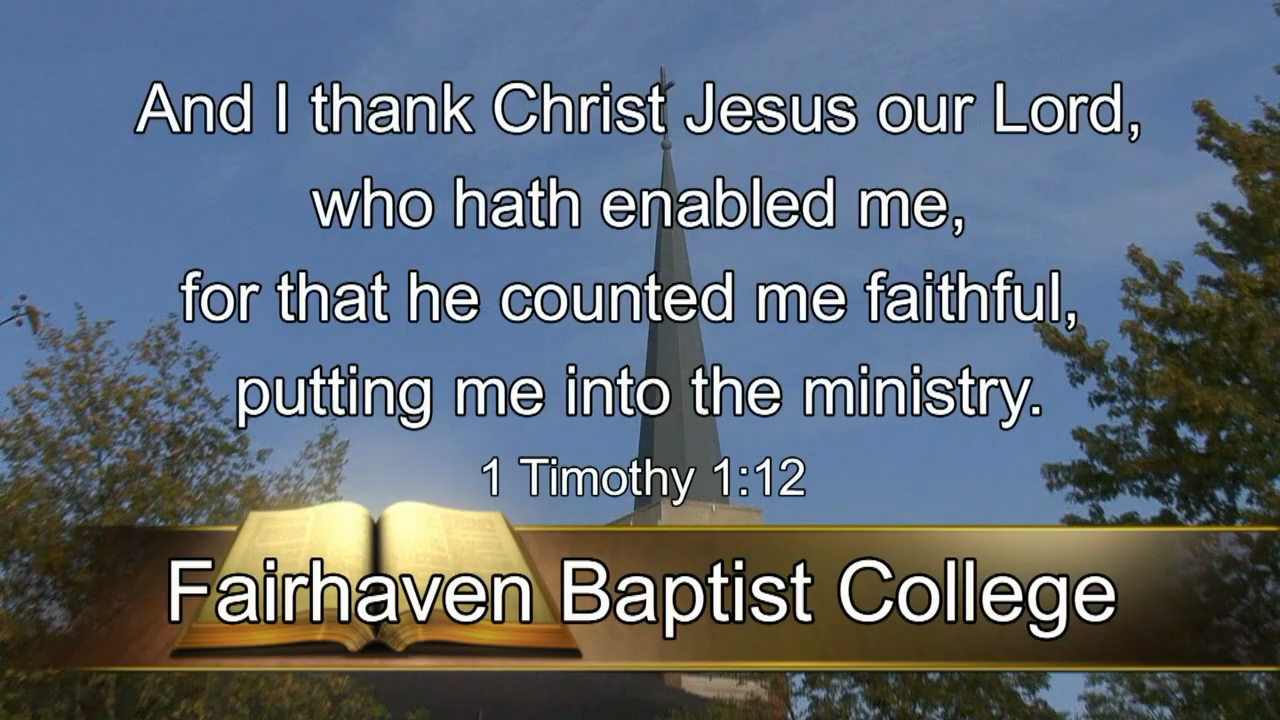 And I thank Christ Jesus our Lord,
who hath enabled me,
for that he counted me faithful,
putting me into the ministry.
1 Timothy 1:12
Fairhaven Baptist College